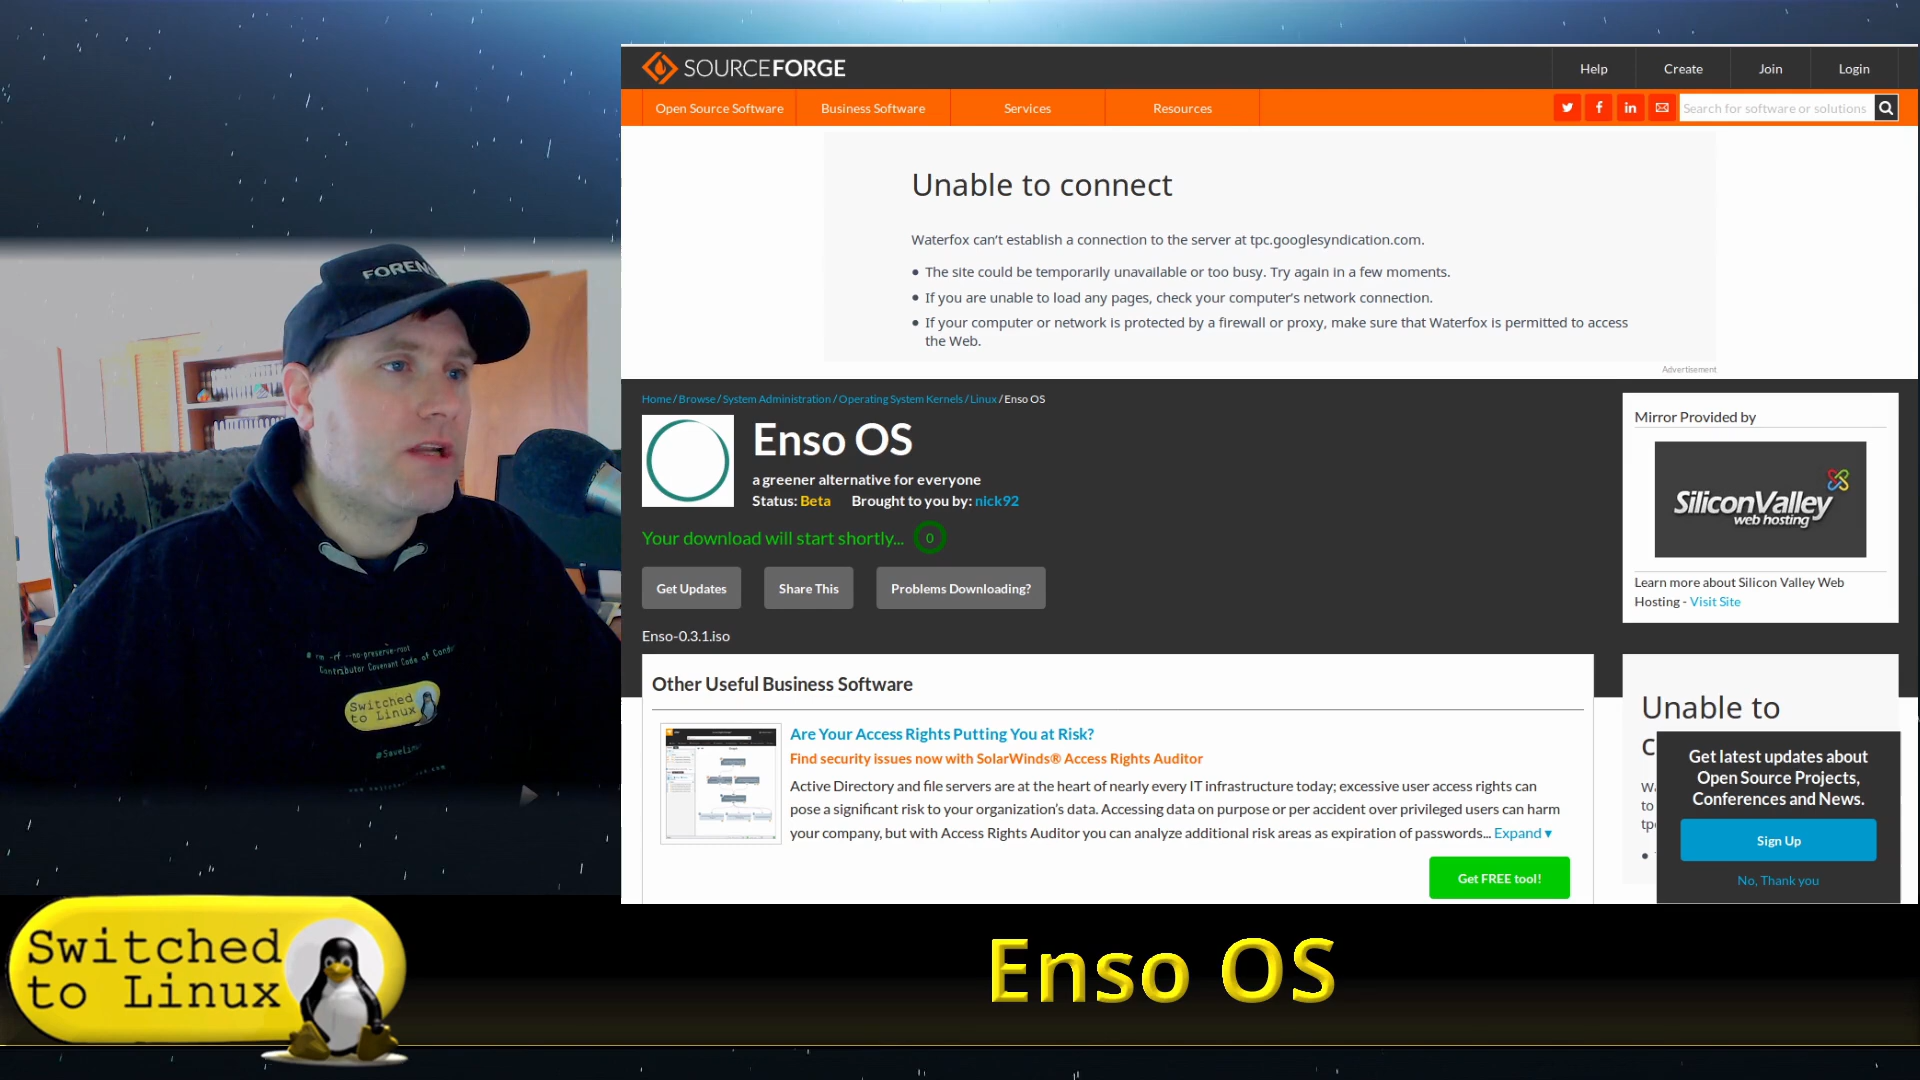 SOURCEFORGE
Help
Create
Join
Login
Open Source Software
Business Software
Services
Resources
Search for software or solutions
Unable to connect
Waterfox can’t establish a connection to the server at tpc.googlesyndication.com.
• The site could be temporarily unavailable or too busy. Try again in a few moments.
• If you are unable to load any pages, check your computer’s network connection.
• If your computer or network is protected by a firewall or proxy, make sure that Waterfox is permitted to access
the Web.
Advertisement
Home / Browse / System Administration / Operating System Kernels / Linux / Enso OS
Enso OS
a greener alternative for everyone
Status: Beta Brought to you by: nick92
Your download will start shortly... 0
Get Updates
Share This
Problems Downloading?
Enso-0.3.1.iso
Mirror Provided by
SiliconValley
web hosting
Learn more about Silicon Valley Web
Hosting - Visit Site
Other Useful Business Software
Are Your Access Rights Putting You at Risk?
Find security issues now with SolarWinds® Access Rights Auditor
Active Directory and file servers are at the heart of nearly every IT infrastructure today; excessive user access rights can
pose a significant risk to your organization’s data. Accessing data on purpose or per accident over privileged users can harm
your company, but with Access Rights Auditor you can analyze additional risk areas as expiration of passwords... Expand ▾
Get FREE tool!
Unable to
Get latest updates about
Open Source Projects,
Conferences and News.
Sign Up
No, Thank you
# rm -rf --no-preserve-root
Contributor Covenant Code of
Switched
to Linux
Switched
to Linux
Enso OS